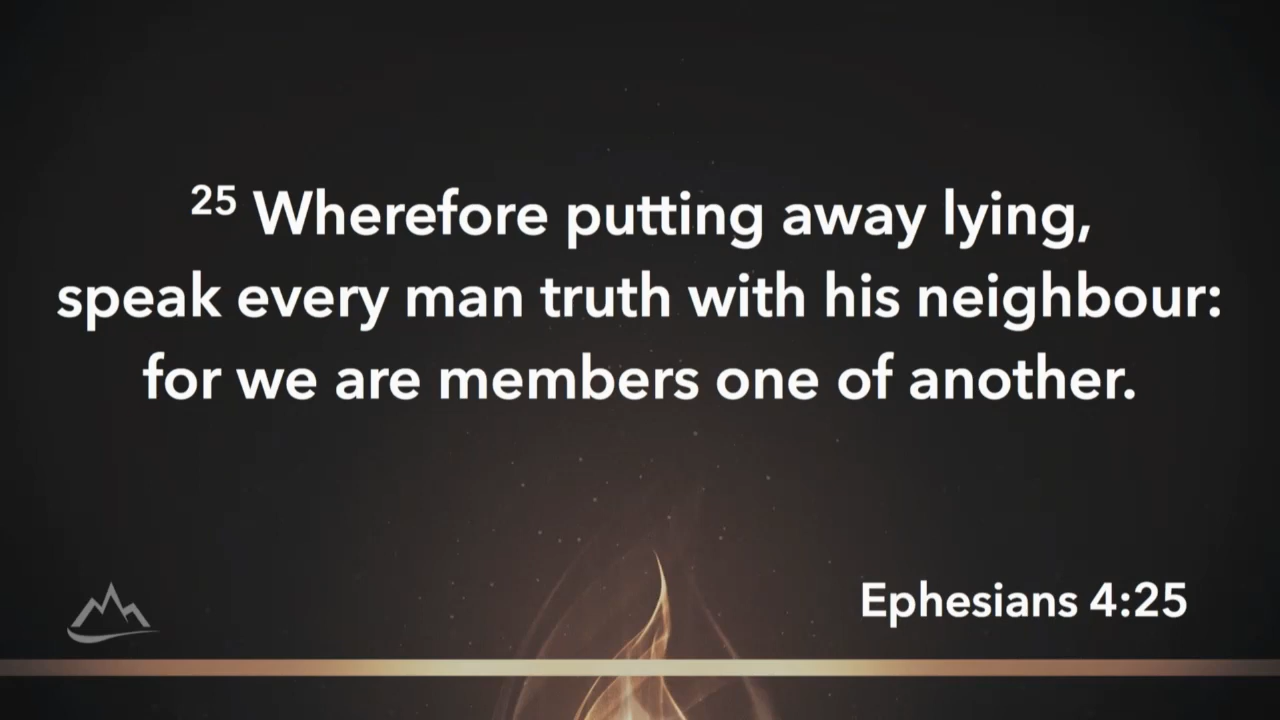 25 Wherefore putting away lying,
speak every man truth with his neighbour:
for we are members one of another.
Ephesians 4:25